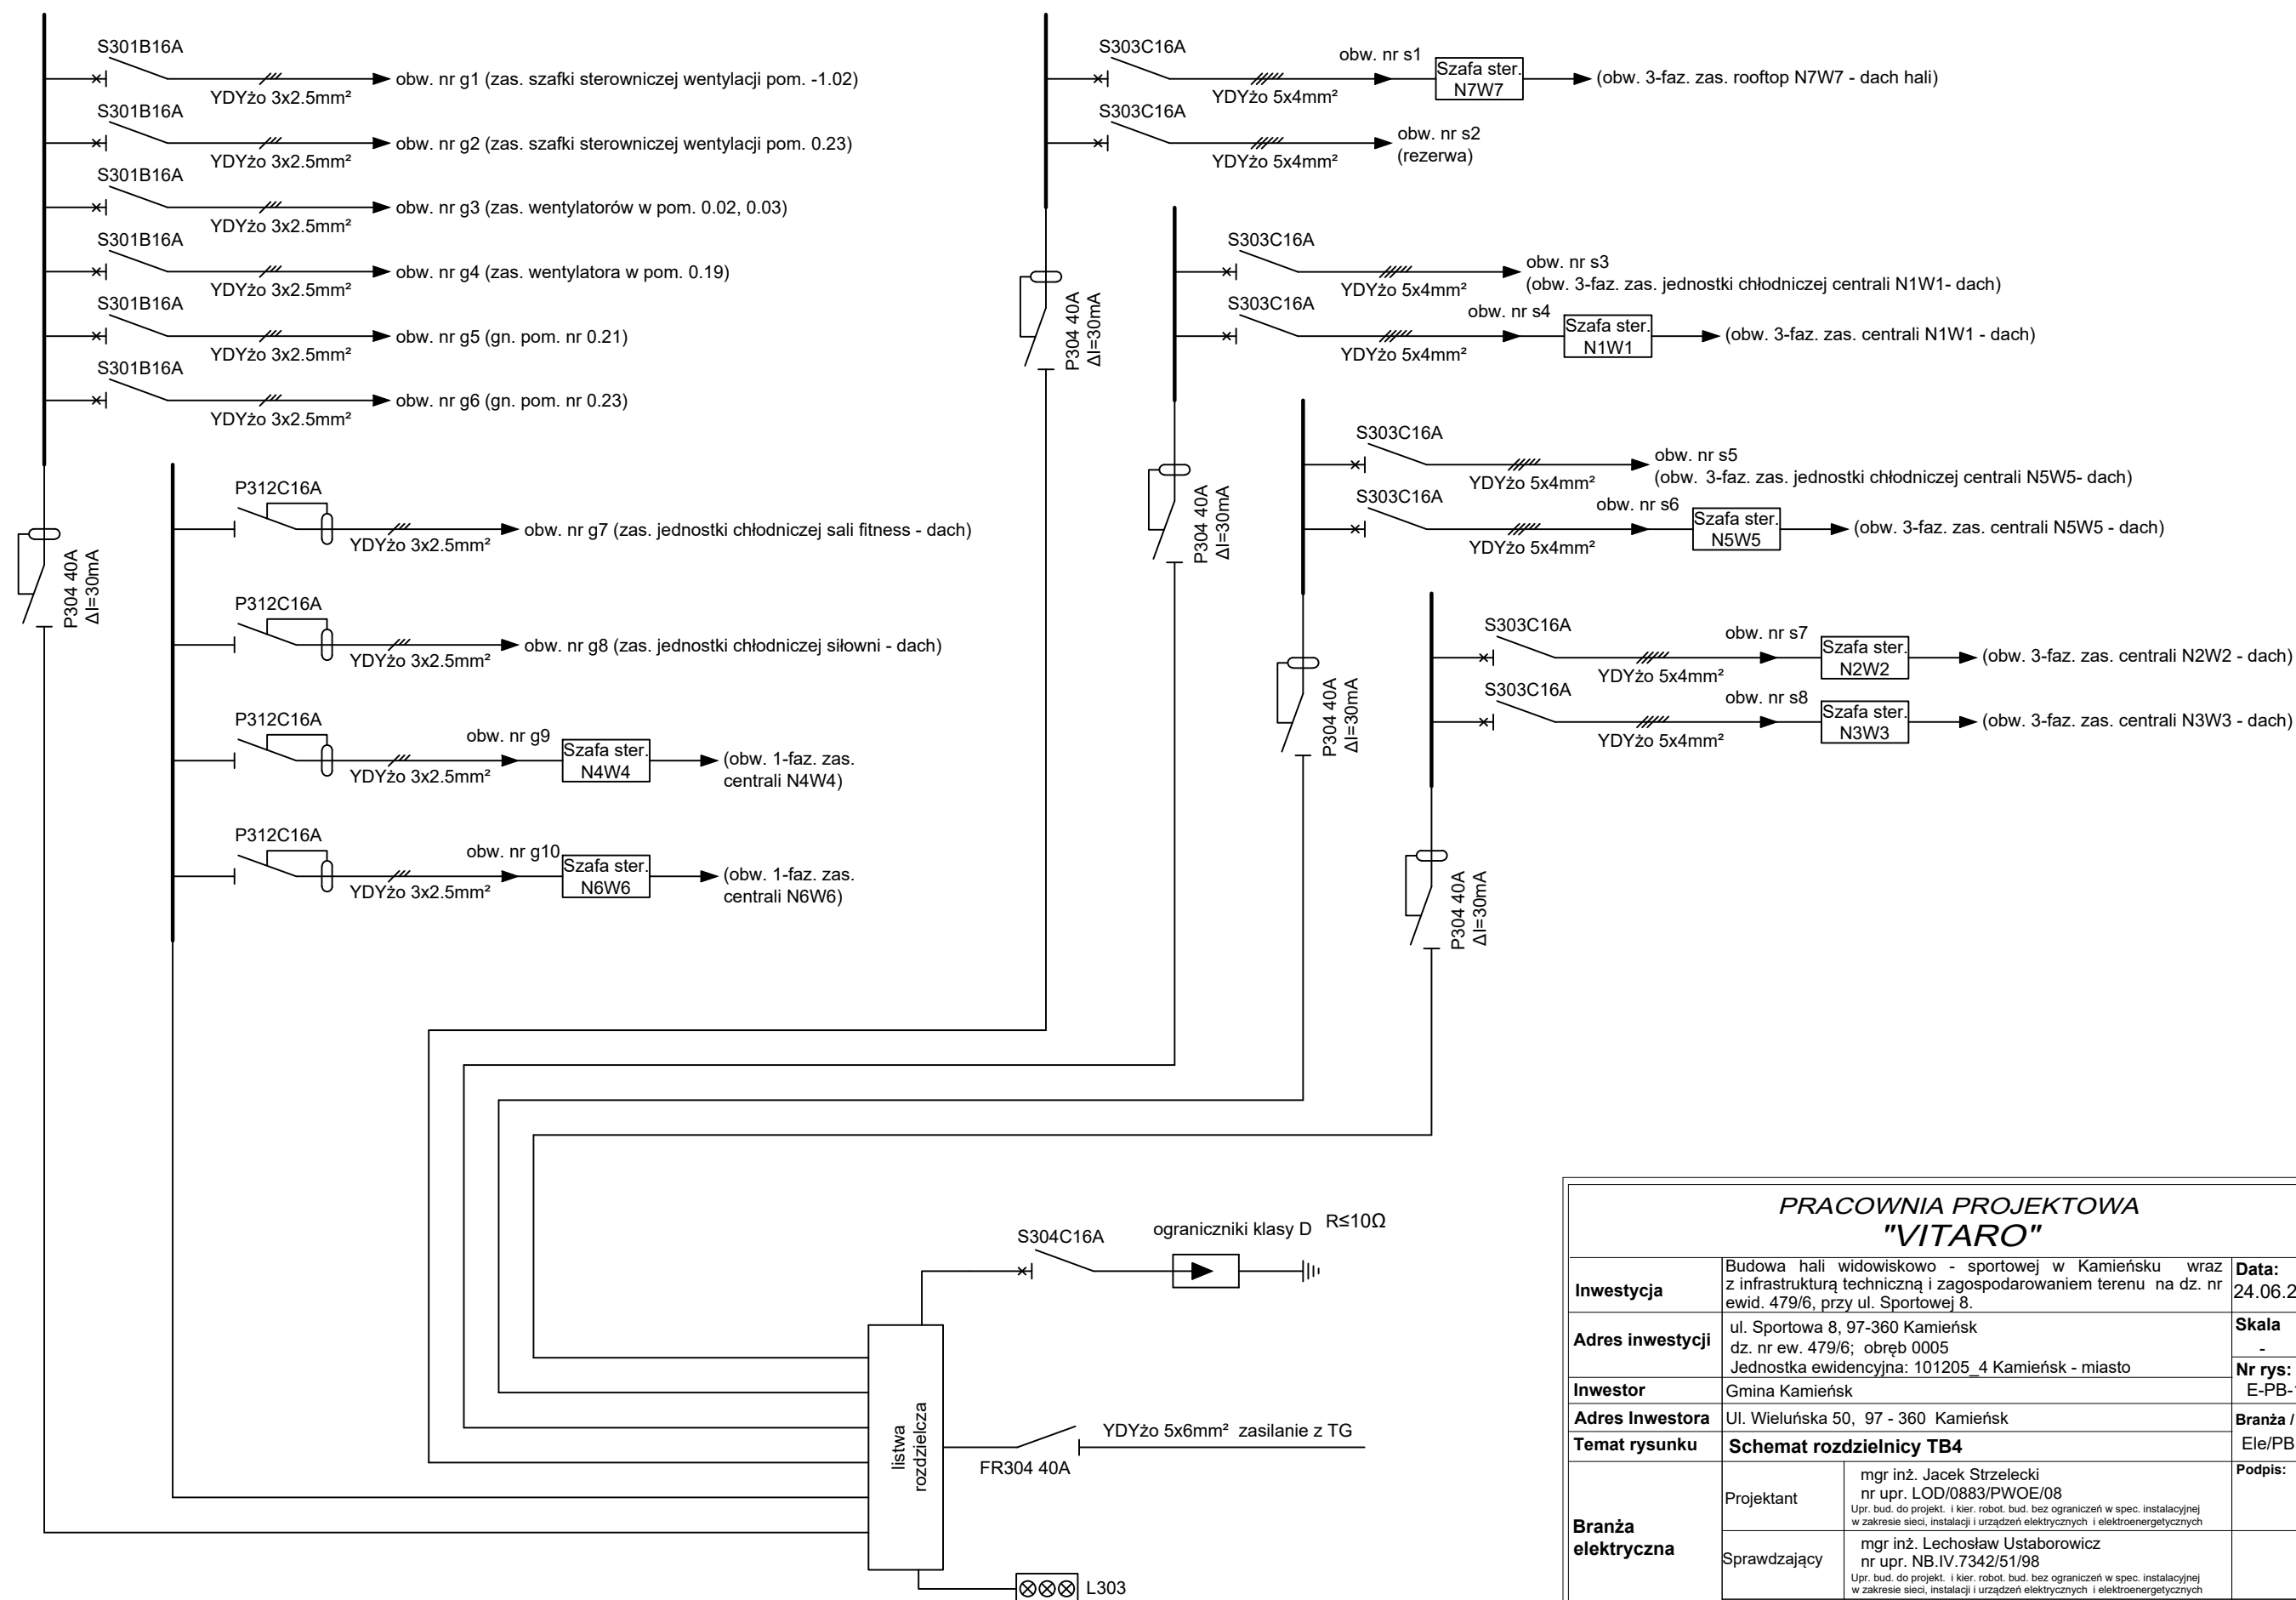 S301B16A
YDYżo 3x2.5mm²
obw. nr g1 (zas. szafki sterowniczej wentylacji pom. -1.02)
S301B16A
YDYżo 3x2.5mm²
obw. nr g2 (zas. szafki sterowniczej wentylacji pom. 0.23)
S301B16A
YDYżo 3x2.5mm²
obw. nr g3 (zas. wentylatorów w pom. 0.02, 0.03)
S301B16A
YDYżo 3x2.5mm²
obw. nr g4 (zas. wentylatora w pom. 0.19)
S301B16A
YDYżo 3x2.5mm²
obw. nr g5 (gn. pom. nr 0.21)
S301B16A
YDYżo 3x2.5mm²
obw. nr g6 (gn. pom. nr 0.23)
P304 40A
ΔI=30mA
P312C16A
YDYżo 3x2.5mm²
obw. nr g7 (zas. jednostki chłodniczej sali fitness - dach)
P312C16A
YDYżo 3x2.5mm²
obw. nr g8 (zas. jednostki chłodniczej siłowni - dach)
P312C16A
YDYżo 3x2.5mm²
obw. nr g9
Szafa ster.
N4W4
(obw. 1-faz. zas.
centrali N4W4)
P312C16A
YDYżo 3x2.5mm²
obw. nr g10
Szafa ster.
N6W6
(obw. 1-faz. zas.
centrali N6W6)
S303C16A
YDYżo 5x4mm²
obw. nr s1
Szafa ster.
N7W7
(obw. 3-faz. zas. rooftop N7W7 - dach hali)
S303C16A
YDYżo 5x4mm²
obw. nr s2
(rezerwa)
P304 40A
ΔI=30mA
S303C16A
YDYżo 5x4mm²
obw. nr s3
(obw. 3-faz. zas. jednostki chłodniczej centrali N1W1- dach)
S303C16A
YDYżo 5x4mm²
obw. nr s4
Szafa ster.
N1W1
(obw. 3-faz. zas. centrali N1W1 - dach)
P304 40A
ΔI=30mA
S303C16A
YDYżo 5x4mm²
obw. nr s5
(obw. 3-faz. zas. jednostki chłodniczej centrali N5W5- dach)
S303C16A
YDYżo 5x4mm²
obw. nr s6
Szafa ster.
N5W5
(obw. 3-faz. zas. centrali N5W5 - dach)
P304 40A
ΔI=30mA
S303C16A
YDYżo 5x4mm²
obw. nr s7
Szafa ster.
N2W2
(obw. 3-faz. zas. centrali N2W2 - dach)
S303C16A
YDYżo 5x4mm²
obw. nr s8
Szafa ster.
N3W3
(obw. 3-faz. zas. centrali N3W3 - dach)
P304 40A
ΔI=30mA
S304C16A
ograniczniki klasy D
R≤10Ω
listwa
rozdzielcza
FR304 40A
YDYżo 5x6mm² zasilanie z TG
L303
PRACOWNIA PROJEKTOWA
"VITARO"
Inwestycja
Budowa hali widowiskowo - sportowej w Kamieńsku wraz
z infrastrukturą techniczną i zagospodarowaniem terenu na dz. nr
ewid. 479/6, przy ul. Sportowej 8.
Data:
24.06.2
Adres inwestycji
ul. Sportowa 8, 97-360 Kamieńsk
dz. nr ew. 479/6; obręb 0005
Jednostka ewidencyjna: 101205_4 Kamieńsk - miasto
Skala
-
Nr rys:
E-PB-
Inwestor
Gmina Kamieńsk
Adres Inwestora
Ul. Wieluńska 50, 97 - 360 Kamieńsk
Branża /
Ele/PB
Temat rysunku
Schemat rozdzielnicy TB4
Branża
elektryczna
Projektant
mgr inż. Jacek Strzelecki
nr upr. LOD/0883/PWOE/08
Upr. bud. do projekt. i kier. robot. bud. bez ograniczeń w spec. instalacyjnej
w zakresie sieci, instalacji i urządzeń elektrycznych i elektroenergetycznych
Podpis:
Sprawdzający
mgr inż. Lechosław Ustaborowicz
nr upr. NB.IV.7342/51/98
Upr. bud. do projekt. i kier. robot. bud. bez ograniczeń w spec. instalacyjnej
w zakresie sieci, instalacji i urządzeń elektrycznych i elektroenergetycznych